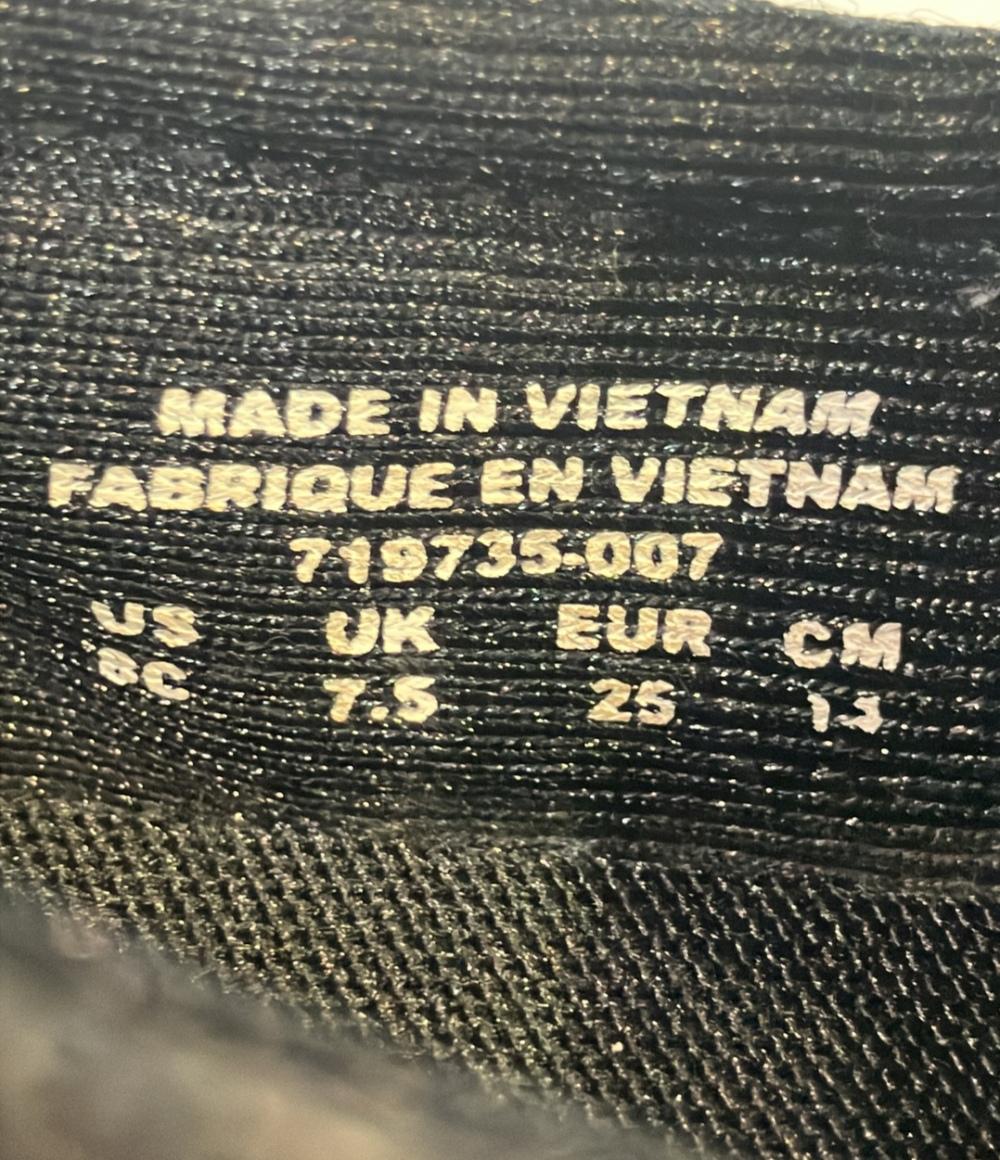 MADE IN VIETNAM
FABRIQUE EN VIETNAM
719735-007
US UK EUR CM
8C 7.5 25 14